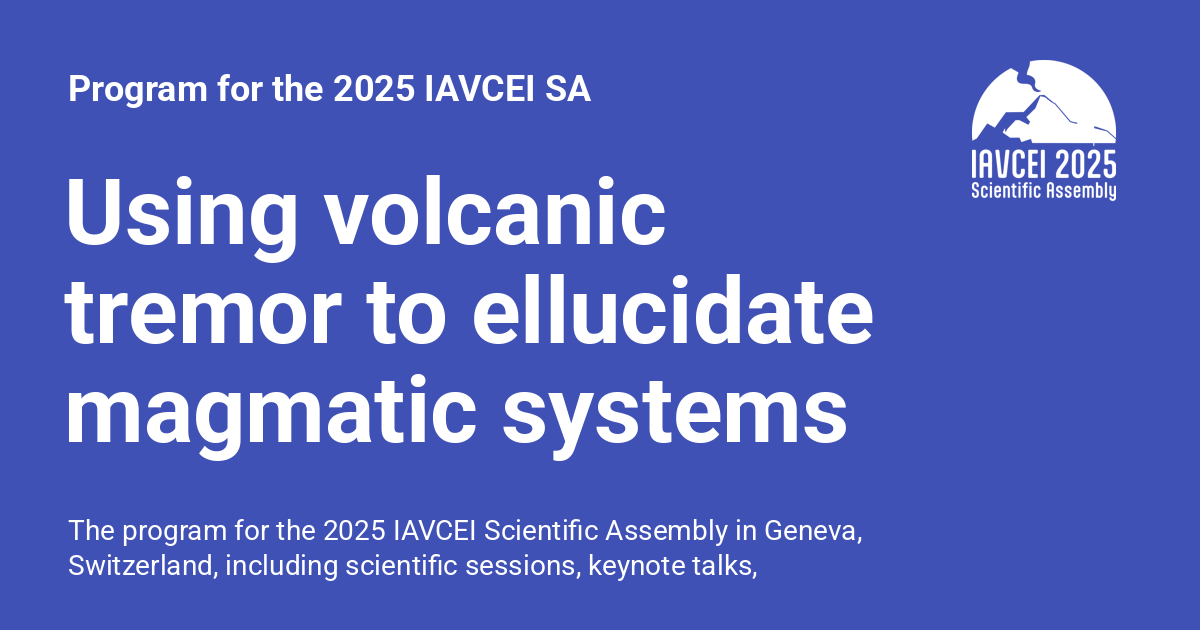 Program for the 2025 IAVCEI SA
IAVCEI 2025
Scientific Assembly
Using volcanic
tremor to ellucidate
magmatic systems
The program for the 2025 IAVCEI Scientific Assembly in Geneva,
Switzerland, including scientific sessions, keynote talks,